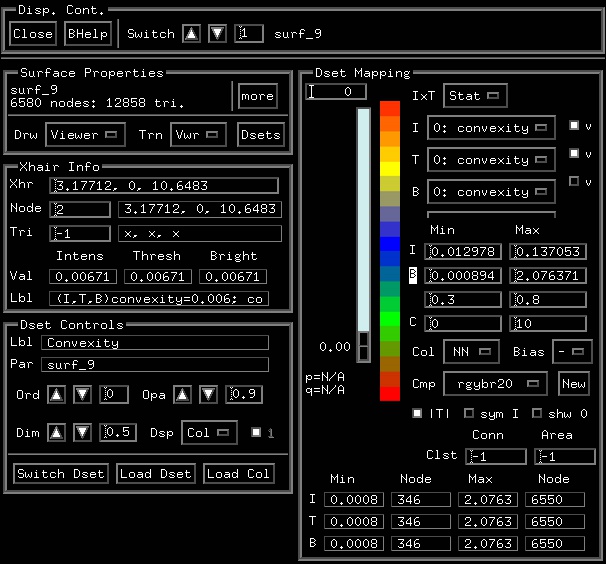 Disp. Cont.
Close BHelp Switch 1 surf_9
Surface Properties
surf_9
6580 nodes: 12858 tri.
more
Drw Viewer Trn Vwr Dsets
Xhair Info
Xhr 3.17712, 0, 10.6483
Node 2 3.17712, 0, 10.6483
Tri -1 x, x, x
Intens Thresh Bright
Val 0.00671 0.00671 0.00671
Lbl (I,T,B)convexity=0.006; co
Dset Controls
Lbl Convexity
Par surf_9
Ord 0 Opa 0.9
Dim 0.5 Dsp Col 1
Switch Dset Load Dset Load Col
Dset Mapping
I 0
0.00
p=N/A
q=N/A
IxT Stat
I 0: convexity v
T 0: convexity v
B 0: convexity v
Min Max
I 0.012978 0.137053
B 0.000894 2.076371
0.3 0.8
C 0 10
Col NN Bias -
Cmp rgybr20 New
|T| sym I shw 0
Conn Area
Clst -1 -1
Min Node Max Node
I 0.0008 346 2.0763 6550
T 0.0008 346 2.0763 6550
B 0.0008 346 2.0763 6550